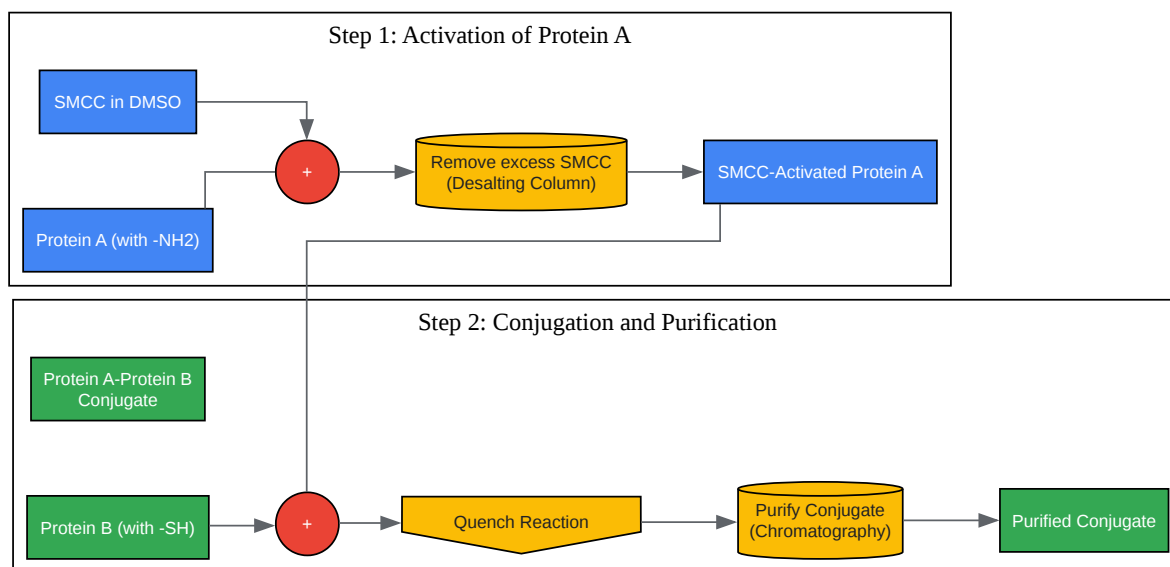 Step 1: Activation of Protein A
SMCC in DMSO
+
Remove excess SMCC
(Desalting Column)
SMCC-Activated Protein A
Protein A (with -NH2)
Step 2: Conjugation and Purification
Protein A-Protein B
Conjugate
Protein B (with -SH)
+
Quench Reaction
Purify Conjugate
(Chromatography)
Purified Conjugate